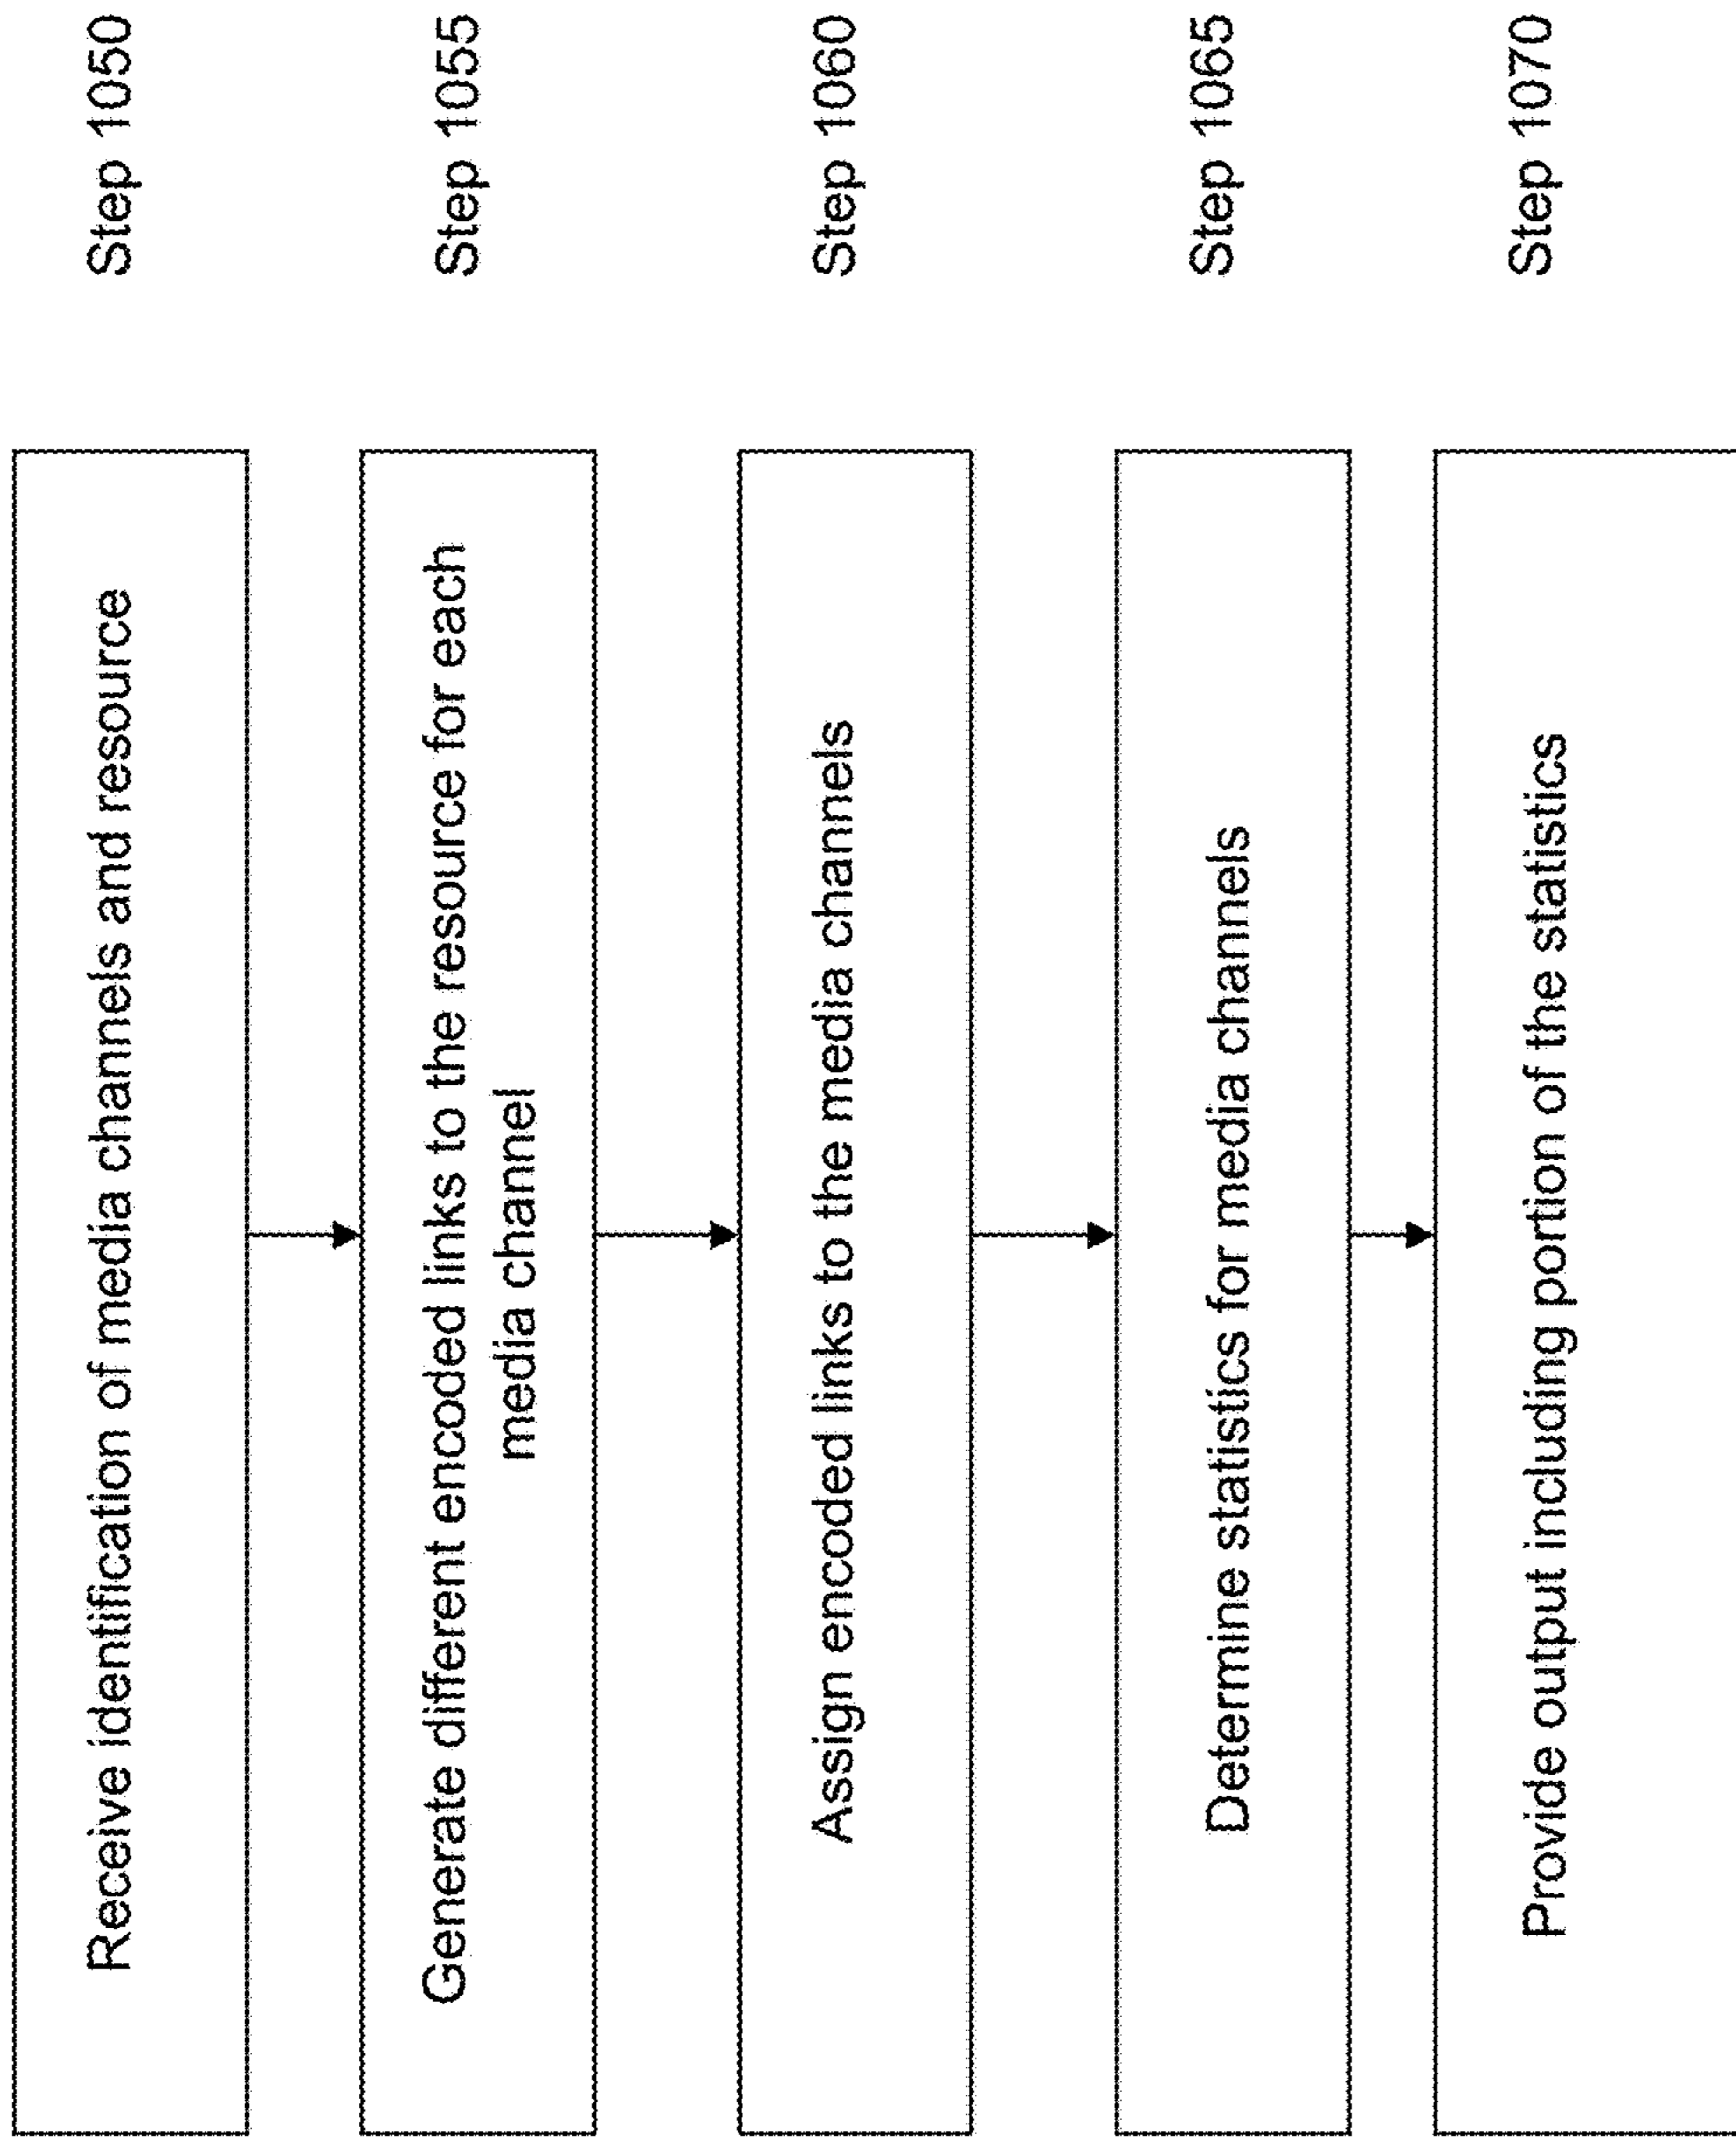 Receive identification of media channels and resource
Step 1050
Generate different encoded links to the resource for each
media channel
Step 1055
Assign encoded links to the media channels
Step 1060
Determine statistics for media channels
Step 1065
Provide output including portion of the statistics
Step 1070